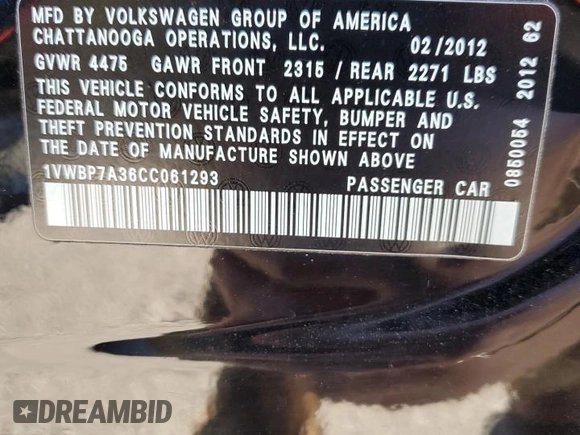 MFD BY VOLKSWAGEN GROUP OF AMERICA
CHATTANOOGA OPERATIONS, LLC. 02/2012
GVWR 4475 GAWR FRONT 2315 / REAR 2271 LBS
THIS VEHICLE CONFORMS TO ALL APPLICABLE U.S.
FEDERAL MOTOR VEHICLE SAFETY, BUMPER AND
THEFT PREVENTION STANDARDS IN EFFECT ON
THE DATE OF MANUFACTURE SHOWN ABOVE
1VWBP7A36CC061293 PASSENGER CAR
0850054 2012 62
DREAMBID